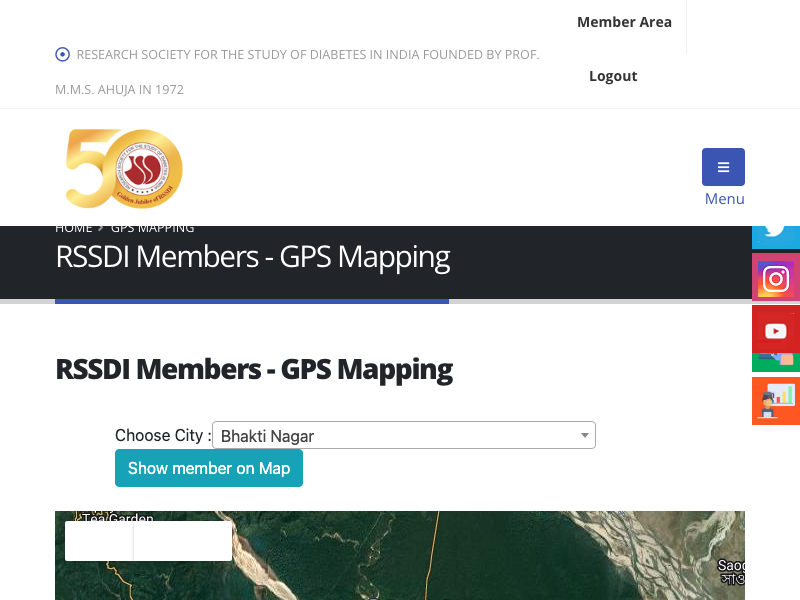 Member Area
RESEARCH SOCIETY FOR THE STUDY OF DIABETES IN INDIA FOUNDED BY PROF.
M.M.S. AHUJA IN 1972
Logout
50
Golden Jubilee of RSSDI
Menu
HOME > GPS MAPPING
RSSDI Members - GPS Mapping
RSSDI Members - GPS Mapping
Choose City : Bhakti Nagar
Show member on Map
Tea Garden